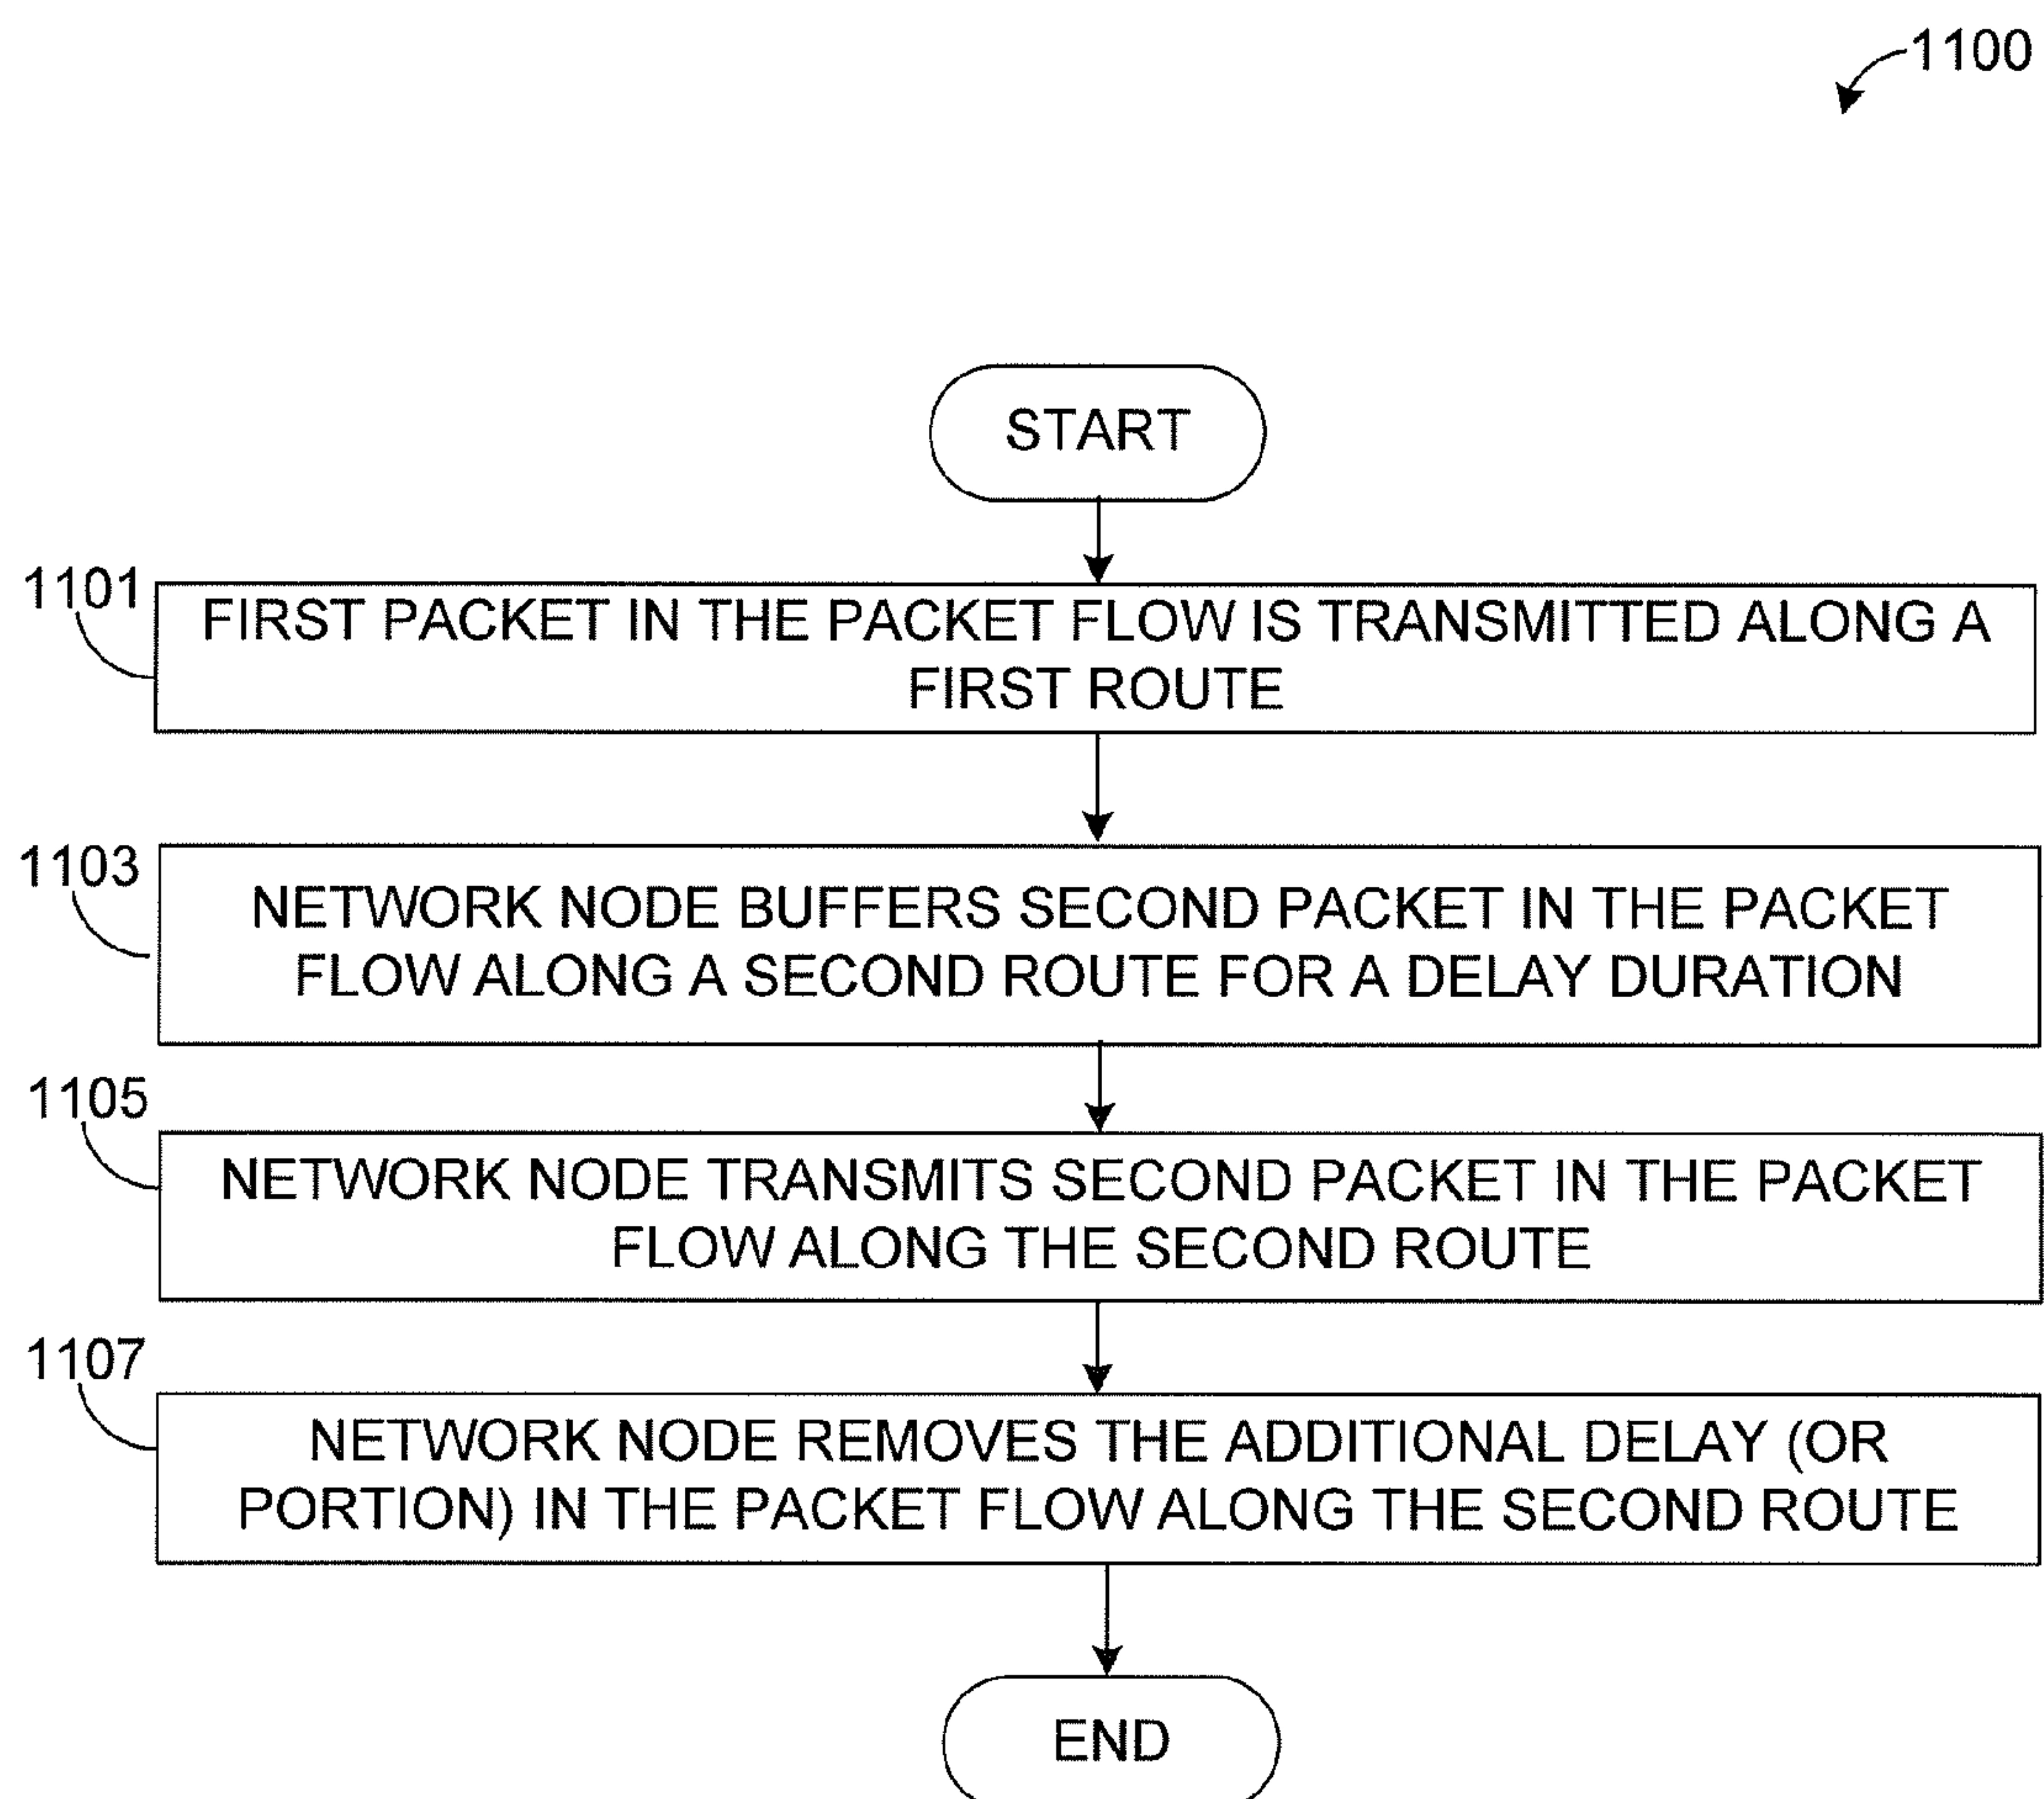 1100
START
1101
FIRST PACKET IN THE PACKET FLOW IS TRANSMITTED ALONG A
FIRST ROUTE
1103
NETWORK NODE BUFFERS SECOND PACKET IN THE PACKET
FLOW ALONG A SECOND ROUTE FOR A DELAY DURATION
1105
NETWORK NODE TRANSMITS SECOND PACKET IN THE PACKET
FLOW ALONG THE SECOND ROUTE
1107
NETWORK NODE REMOVES THE ADDITIONAL DELAY (OR
PORTION) IN THE PACKET FLOW ALONG THE SECOND ROUTE
END